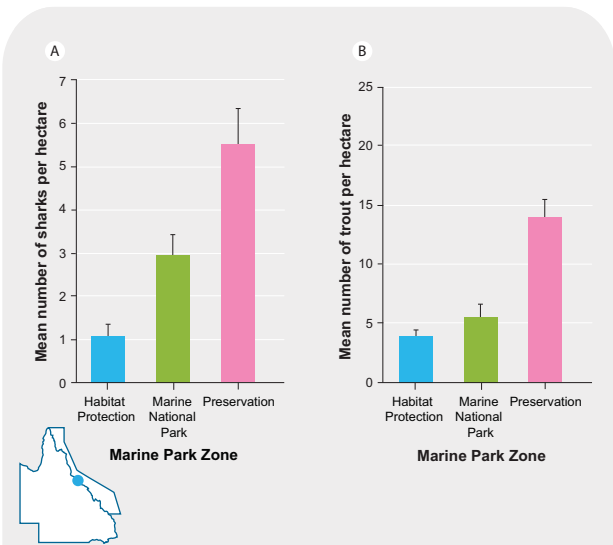 A
Mean number of sharks per hectare
7
6
5
4
3
2
1
0
Habitat
Protection
Marine
National
Park
Preservation
Marine Park Zone
B
Mean number of trout per hectare
25
20
15
10
5
0
Habitat
Protection
Marine
National
Park
Preservation
Marine Park Zone